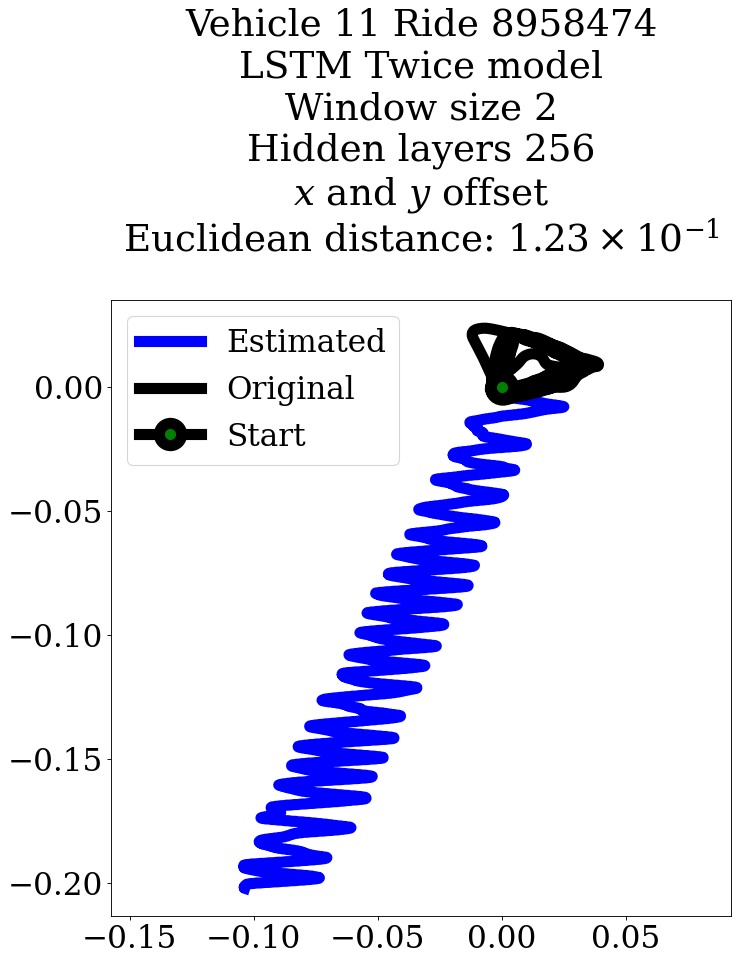 Vehicle 11 Ride 8958474
LSTM Twice model
Window size 2
Hidden layers 256
x and y offset
Euclidean distance: 1.23 × 10⁻¹
Estimated
Original
Start
0.00
−0.05
−0.10
−0.15
−0.20
−0.15 −0.10 −0.05 0.00 0.05